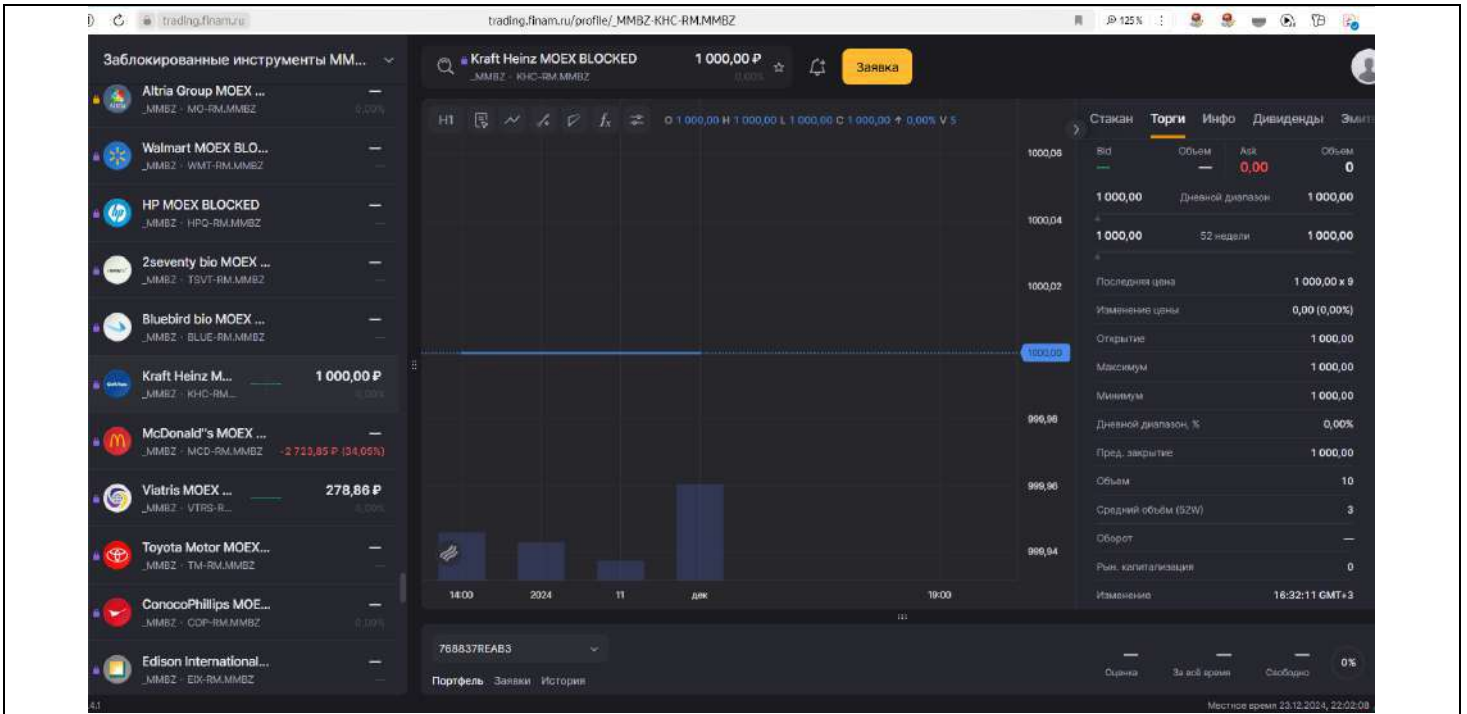 trading.finam.ru
trading.finam.ru/profile/_MMBZ-KHC-RM.MMBZ
125 %
Заблокированные инструменты MM...
Altria Group MOEX ...
_MMBZ · MO-RM.MMBZ
0,00%
Walmart MOEX BLO...
_MMBZ · WMT-RM.MMBZ
HP MOEX BLOCKED
_MMBZ · HPQ-RM.MMBZ
2seventy bio MOEX ...
_MMBZ · TSVT-RM.MMBZ
Bluebird bio MOEX ...
_MMBZ · BLUE-RM.MMBZ
Kraft Heinz M... 1 000,00 ₽
_MMBZ · KHC-RM... 0,00%
McDonald"s MOEX ... —
_MMBZ · MCD-RM.MMBZ -2 723,85 ₽ (34,05%)
Viatris MOEX ... 278,86 ₽
_MMBZ · VTRS-R... 0,00%
Toyota Motor MOEX... —
_MMBZ · TM-RM.MMBZ
ConocoPhillips MOE... —
_MMBZ · COP-RM.MMBZ 0,00%
Edison International... —
_MMBZ · EIX-RM.MMBZ
Kraft Heinz MOEX BLOCKED 1 000,00 ₽
_MMBZ · KHC-RM.MMBZ 0,00%
Заявка
H1
O 1 000,00 H 1 000,00 L 1 000,00 C 1 000,00 0,00% V 5
1000,06
1000,04
1000,02
1000,00
999,98
999,96
999,94
14:00 2024 11 дек 19:00
Стакан Торги Инфо Дивиденды
Bid Объем Ask Объем
— — 0,00 0
1 000,00 Дневной диапазон 1 000,00
1 000,00 52 недели 1 000,00
Последняя цена 1 000,00 x 9
Изменение цены 0,00 (0,00%)
Открытие 1 000,00
Максимум 1 000,00
Минимум 1 000,00
Дневной диапазон, % 0,00%
Пред. закрытие 1 000,00
Объем 10
Средний объём (52W) 3
Оборот —
Рын. капитализация 0
Изменение 16:32:11 GMT+3
768837REAB3
Портфель Заявки История
— — — 0%
Оценка За всё время Свободно
Местное время 23.12.2024, 22:02:08